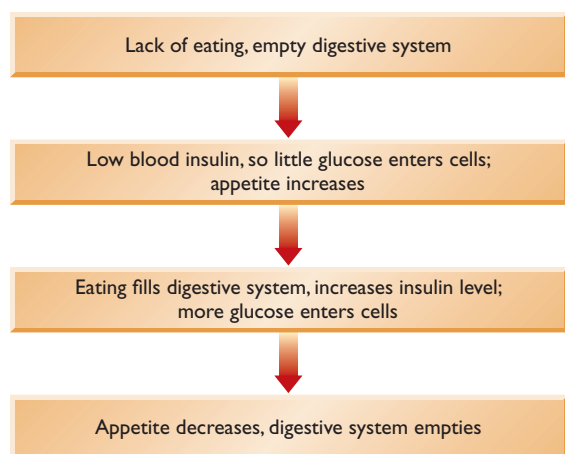 Lack of eating, empty digestive system
Low blood insulin, so little glucose enters cells;
appetite increases
Eating fills digestive system, increases insulin level;
more glucose enters cells
Appetite decreases, digestive system empties